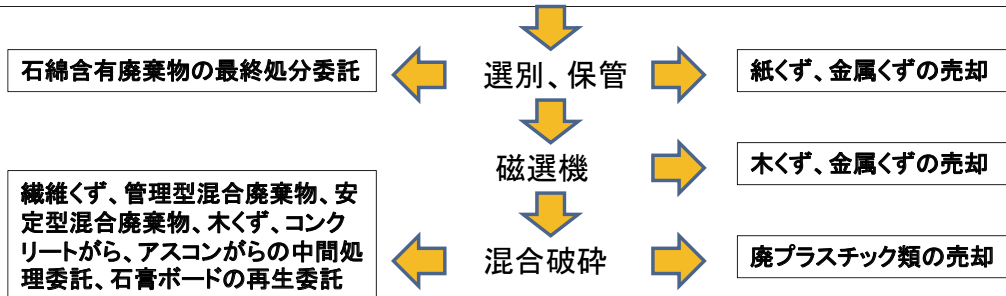 石綿含有廃棄物の最終処分委託
選別、保管
紙くず、金属くずの売却
磁選機
木くず、金属くずの売却
繊維くず、管理型混合廃棄物、安
定型混合廃棄物、木くず、コンク
リートがら、アスコンがらの中間処
理委託、石膏ボードの再生委託
混合破砕
廃プラスチック類の売却